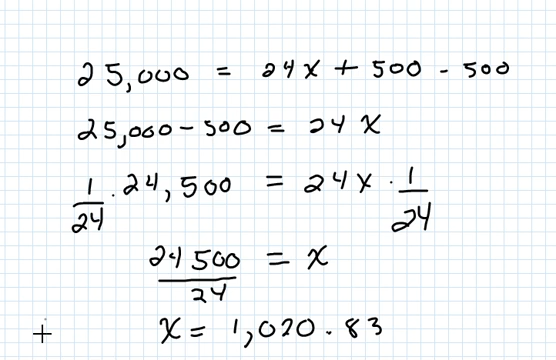 25,000 = 24x + 500 - 500
25,000 - 500 = 24x
1/24 · 24,500 = 24x · 1/24
24500/24 = x
x = 1,020.83